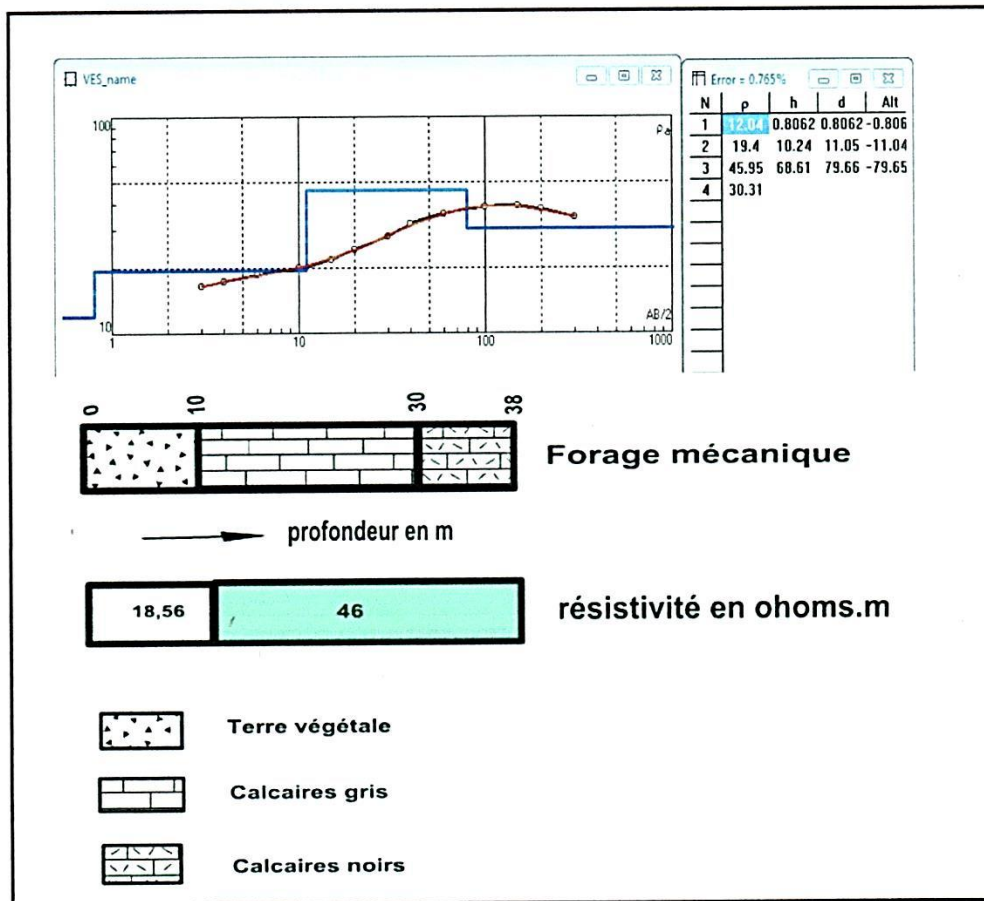 VES_name
Error = 0.765%
N ρ h d Alt
1 12.04 0.8062 0.8062 -0.806
2 19.4 10.24 11.05 -11.04
3 45.95 68.61 79.66 -79.65
4 30.31
100
ρa
10
AB/2
1 10 100 1000
0 10 30 38
Forage mécanique
profondeur en m
18,56 46 résistivité en ohoms.m
Terre végétale
Calcaires gris
Calcaires noirs